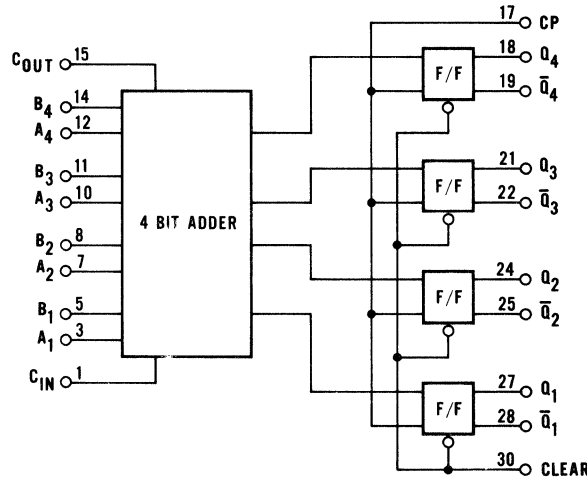 17 CP
18 Q4
F/F
19 Q̅4
COUT 15
B4 14
A4 12
B3 11
A3 10
4 BIT ADDER
B2 8
A2 7
B1 5
A1 3
CIN 1
21 Q3
F/F
22 Q̅3
24 Q2
F/F
25 Q̅2
27 Q1
F/F
28 Q̅1
30 CLEAR